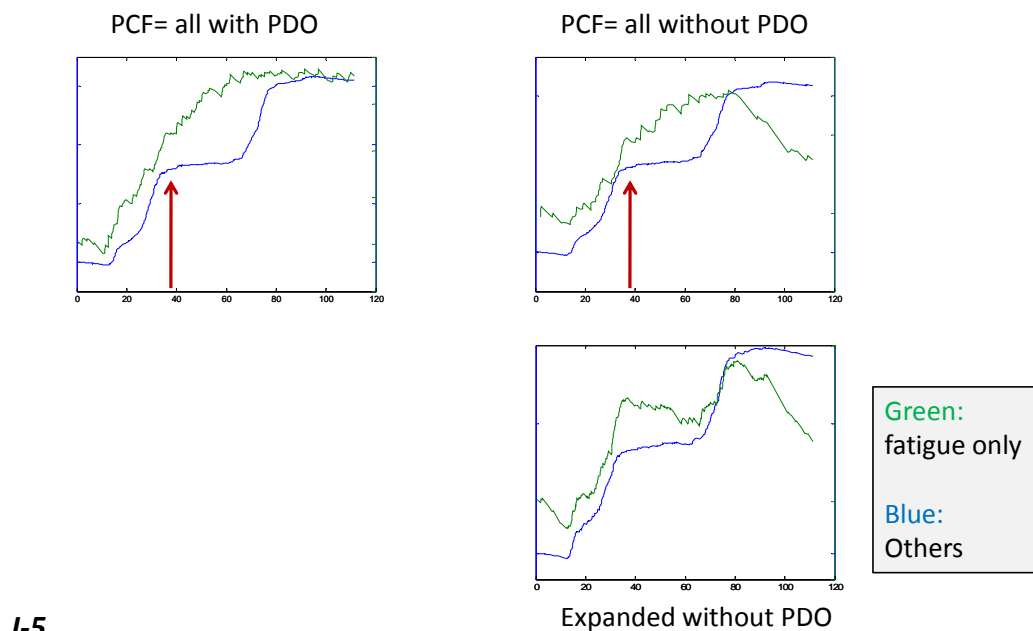 PCF= all with PDO
PCF= all without PDO
0 20 40 60 80 100 120
0 20 40 60 80 100 120
0 20 40 60 80 100 120
Green:
fatigue only
Blue:
Others
Expanded without PDO
J-5